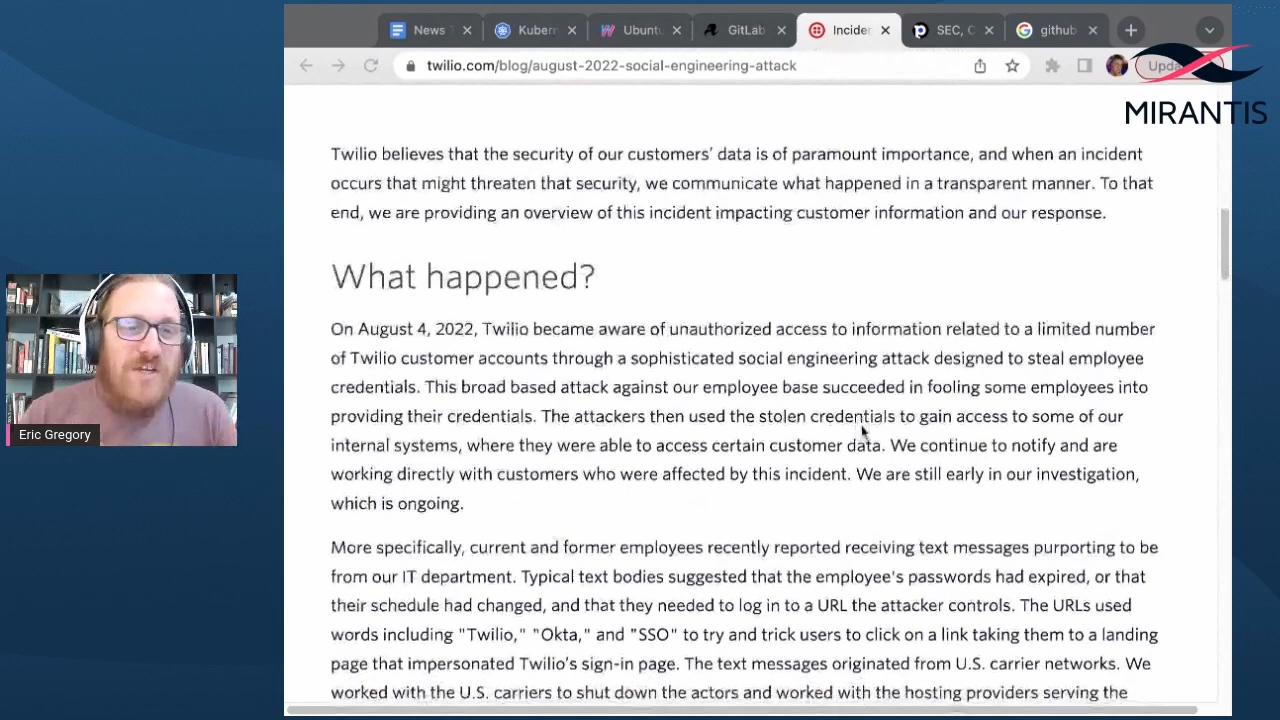 News
Kubern
Ubunt
GitLab
Incider
SEC, C
github
twilio.com/blog/august-2022-social-engineering-attack
MIRANTIS
Twilio believes that the security of our customers' data is of paramount importance, and when an incident
occurs that might threaten that security, we communicate what happened in a transparent manner. To that
end, we are providing an overview of this incident impacting customer information and our response.
What happened?
On August 4, 2022, Twilio became aware of unauthorized access to information related to a limited number
of Twilio customer accounts through a sophisticated social engineering attack designed to steal employee
credentials. This broad based attack against our employee base succeeded in fooling some employees into
providing their credentials. The attackers then used the stolen credentials to gain access to some of our
internal systems, where they were able to access certain customer data. We continue to notify and are
working directly with customers who were affected by this incident. We are still early in our investigation,
which is ongoing.
More specifically, current and former employees recently reported receiving text messages purporting to be
from our IT department. Typical text bodies suggested that the employee's passwords had expired, or that
their schedule had changed, and that they needed to log in to a URL the attacker controls. The URLs used
words including "Twilio," "Okta," and "SSO" to try and trick users to click on a link taking them to a landing
page that impersonated Twilio's sign-in page. The text messages originated from U.S. carrier networks. We
worked with the U.S. carriers to shut down the actors and worked with the hosting providers serving the
Eric Gregory